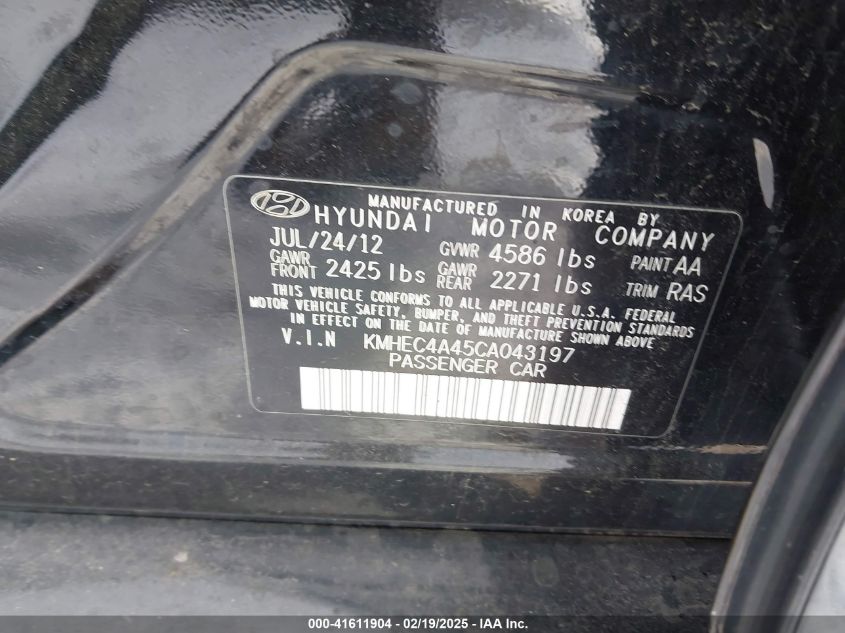 MANUFACTURED IN KOREA BY
HYUNDAI MOTOR COMPANY
JUL/24/12 GVWR 4586 lbs PAINT AA
GAWR FRONT 2425 lbs GAWR REAR 2271 lbs TRIM RAS
THIS VEHICLE CONFORMS TO ALL APPLICABLE U.S.A. FEDERAL
MOTOR VEHICLE SAFETY, BUMPER, AND THEFT PREVENTION STANDARDS
IN EFFECT ON THE DATE OF MANUFACTURE SHOWN ABOVE
V.I.N KMHEC4A45CA043197
PASSENGER CAR
000-41611904 - 02/19/2025 - IAA Inc.